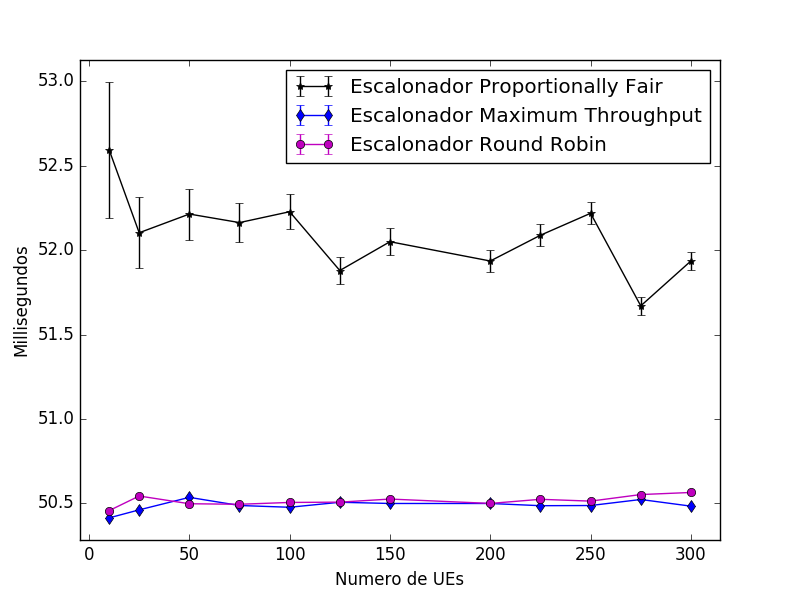 53.0
52.5
52.0
51.5
51.0
50.5
Millisegundos
Escalonador Proportionally Fair
Escalonador Maximum Throughput
Escalonador Round Robin
0 50 100 150 200 250 300
Numero de UEs